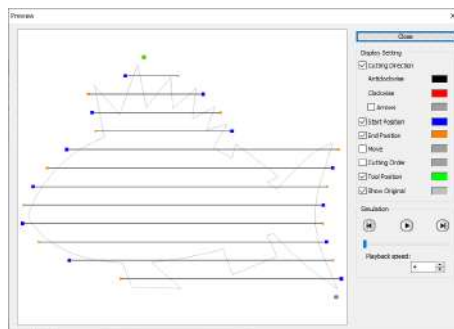 Preview
Close
Display Setting
Cutting Direction
Anticlockwise
Clockwise
Arrows
Start Position
End Position
Move
Cutting Order
Tool Position
Show Original
Simulation
Playback speed: